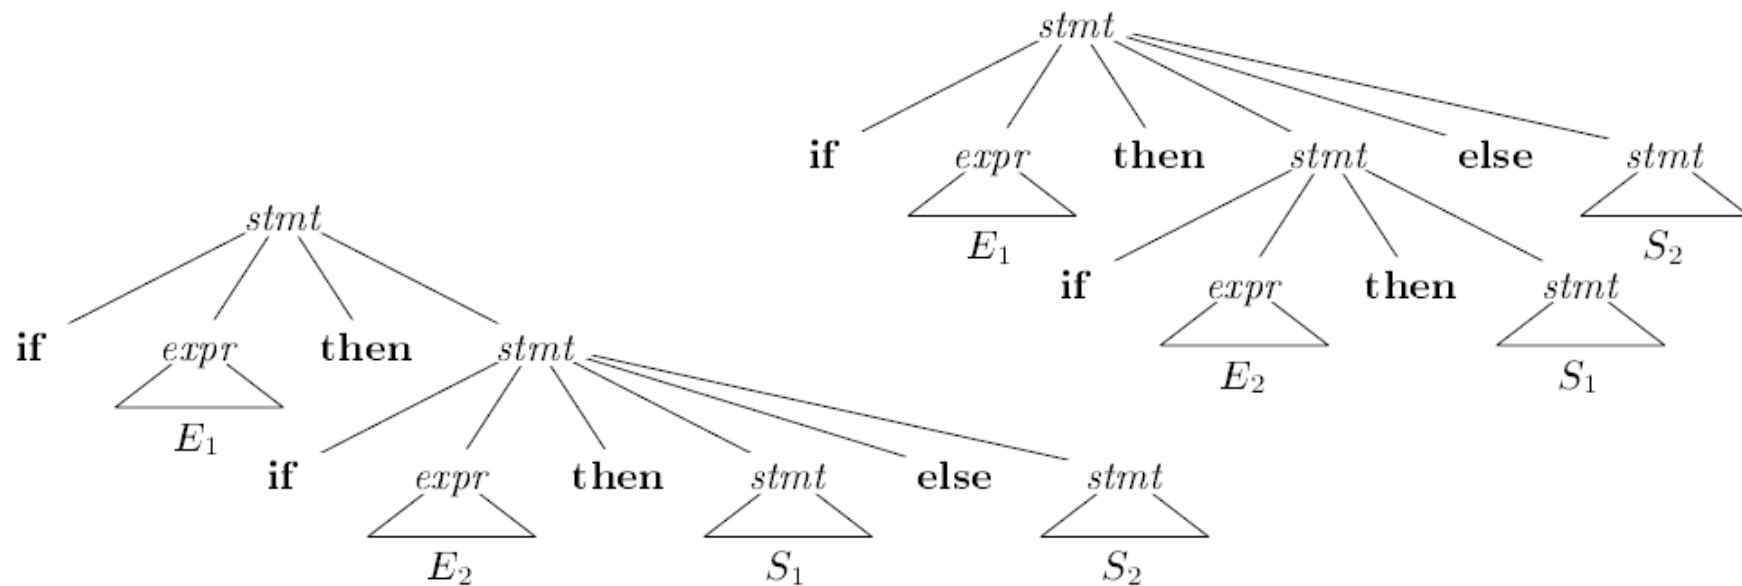 stmt
if expr then stmt else stmt
E₁ S₂
if expr then stmt
E₂ S₁
stmt
if expr then stmt
E₁
if expr then stmt else stmt
E₂ S₁ S₂